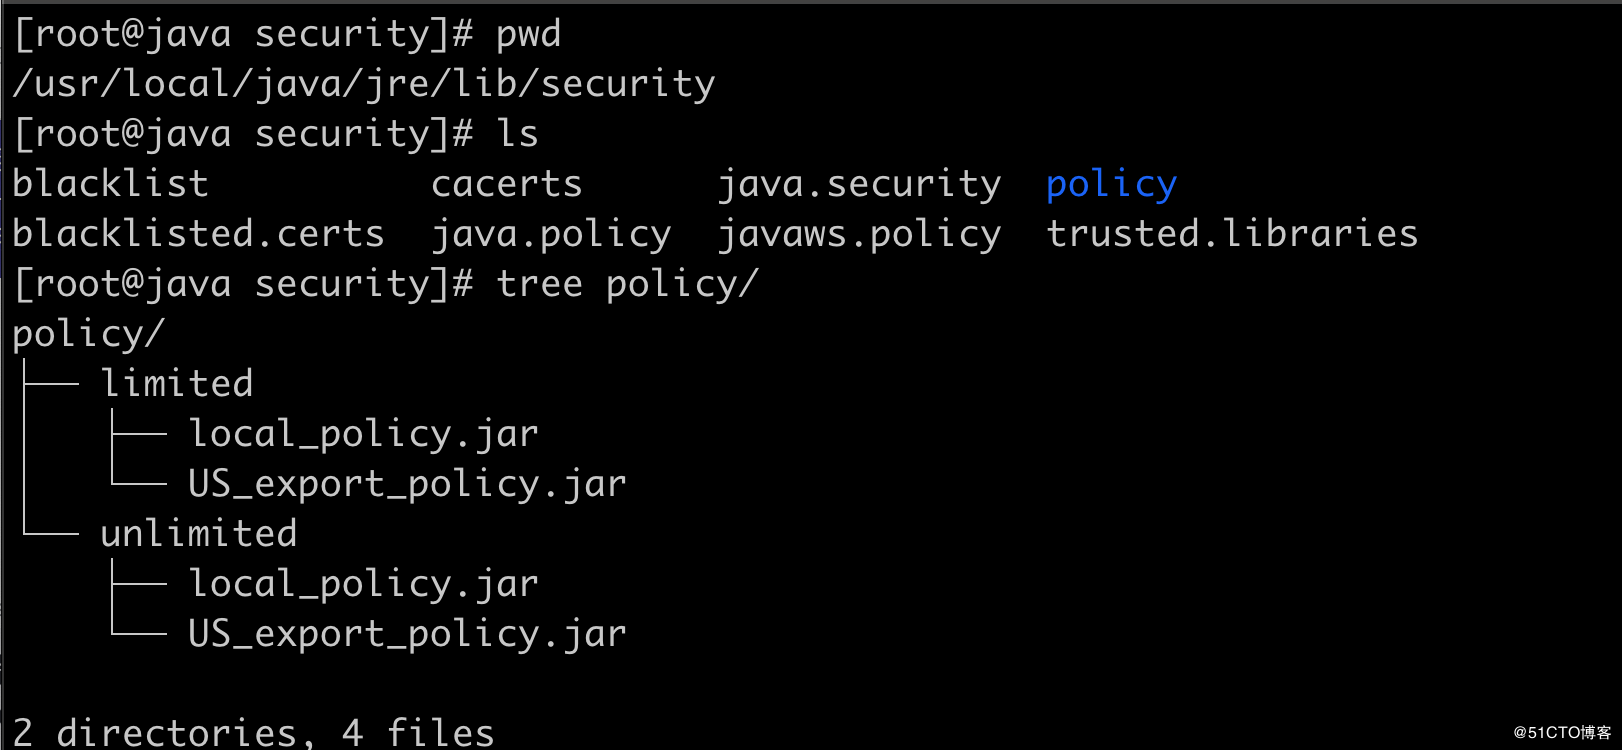 [root@java security]# pwd
/usr/local/java/jre/lib/security
[root@java security]# ls
blacklist          cacerts      java.security   policy
blacklisted.certs  java.policy  javaws.policy   trusted.libraries
[root@java security]# tree policy/
policy/
├── limited
│   ├── local_policy.jar
│   └── US_export_policy.jar
└── unlimited
    ├── local_policy.jar
    └── US_export_policy.jar
2 directories, 4 files
@51CTO博客